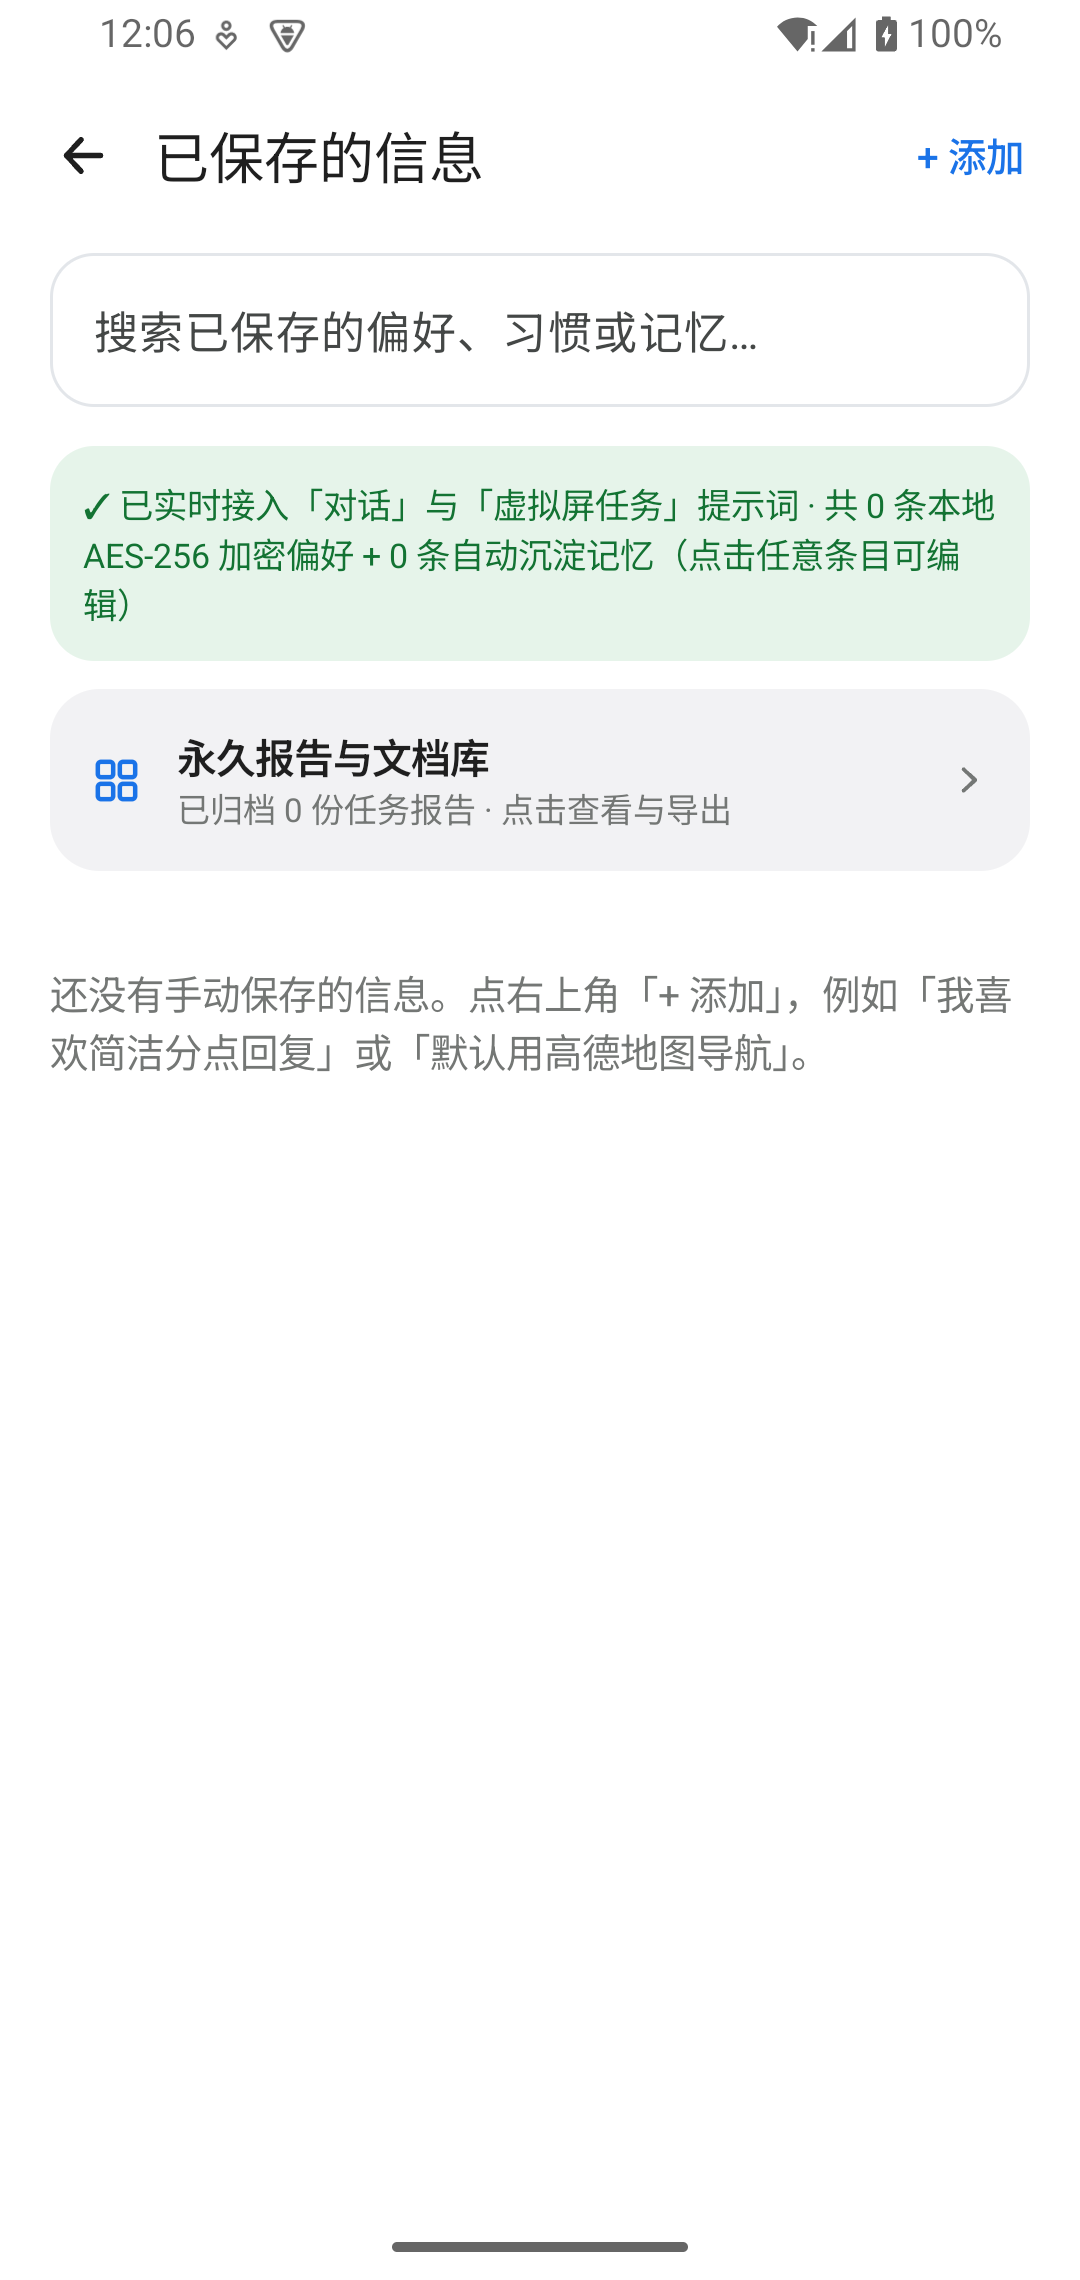 12:06
100%
已保存的信息
+ 添加
搜索已保存的偏好、习惯或记忆...
✓ 已实时接入「对话」与「虚拟屏任务」提示词 · 共 0 条本地
AES-256 加密偏好 + 0 条自动沉淀记忆（点击任意条目可编
辑）
永久报告与文档库
已归档 0 份任务报告 · 点击查看与导出
还没有手动保存的信息。点右上角「+ 添加」，例如「我喜
欢简洁分点回复」或「默认用高德地图导航」。